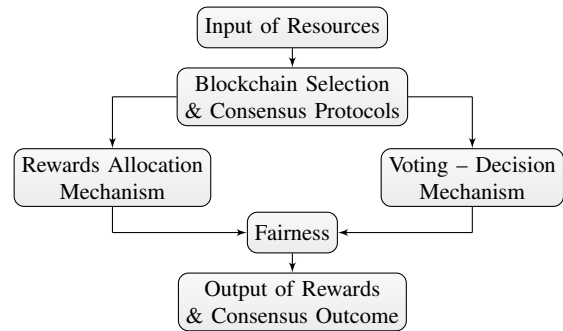 Input of Resources
Blockchain Selection
& Consensus Protocols
Rewards Allocation
Mechanism
Voting – Decision
Mechanism
Fairness
Output of Rewards
& Consensus Outcome